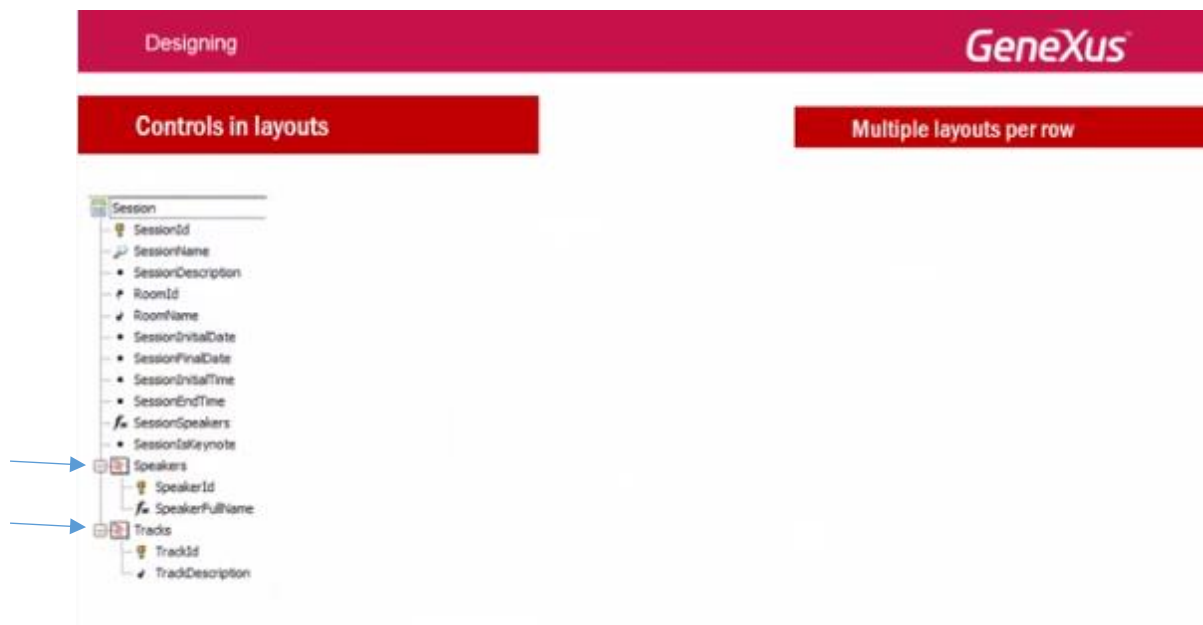 Designing
GeneXus
Controls in layouts
Multiple layouts per row
Session
SessionId
SessionName
SessionDescription
RoomId
RoomName
SessionInitialDate
SessionFinalDate
SessionInitialTime
SessionEndTime
SessionSpeakers
SessionIsKeynote
Speakers
SpeakerId
SpeakerFullName
Tracks
TrackId
TrackDescription